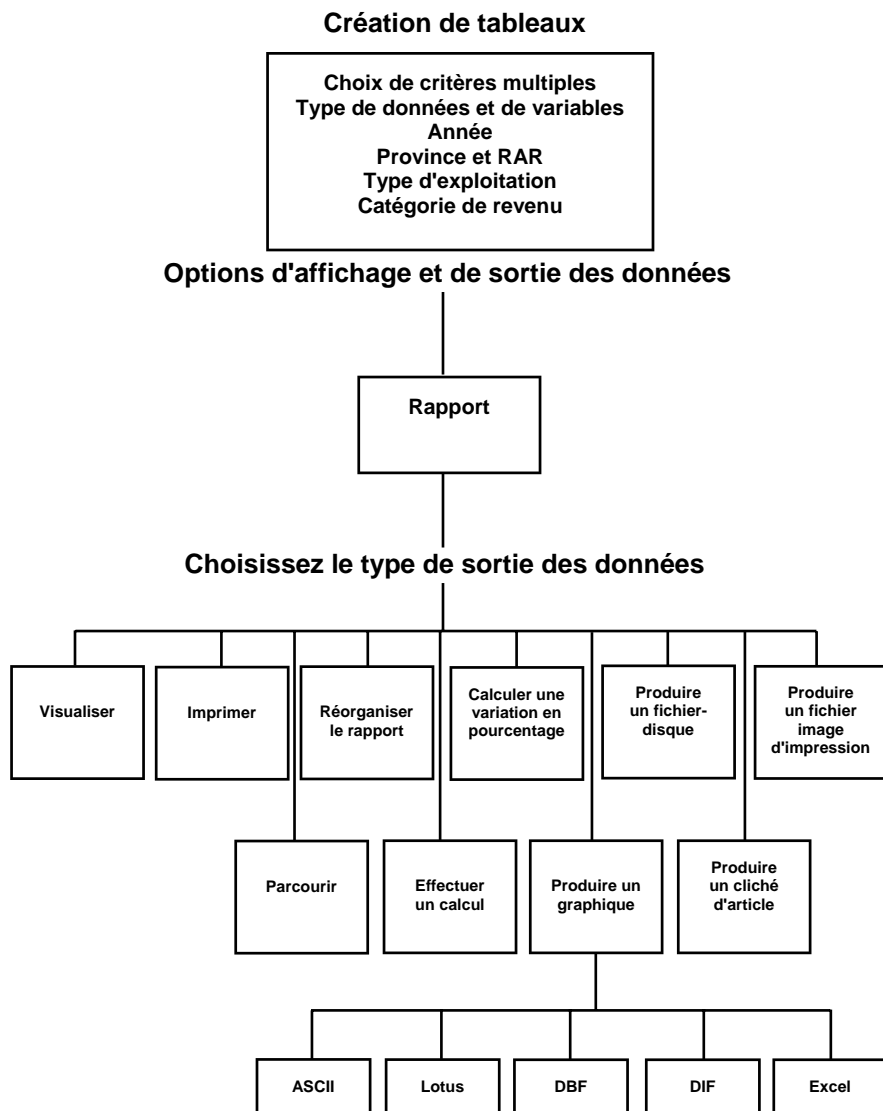 Création de tableaux
Choix de critères multiples
Type de données et de variables
Année
Province et RAR
Type d'exploitation
Catégorie de revenu
Options d'affichage et de sortie des données
Rapport
Choisissez le type de sortie des données
Visualiser
Imprimer
Réorganiser
le rapport
Calculer une
variation en
pourcentage
Produire
un fichier-
disque
Produire
un fichier
image
d'impression
Parcourir
Effectuer
un calcul
Produire un
graphique
Produire
un cliché
d'article
ASCII
Lotus
DBF
DIF
Excel